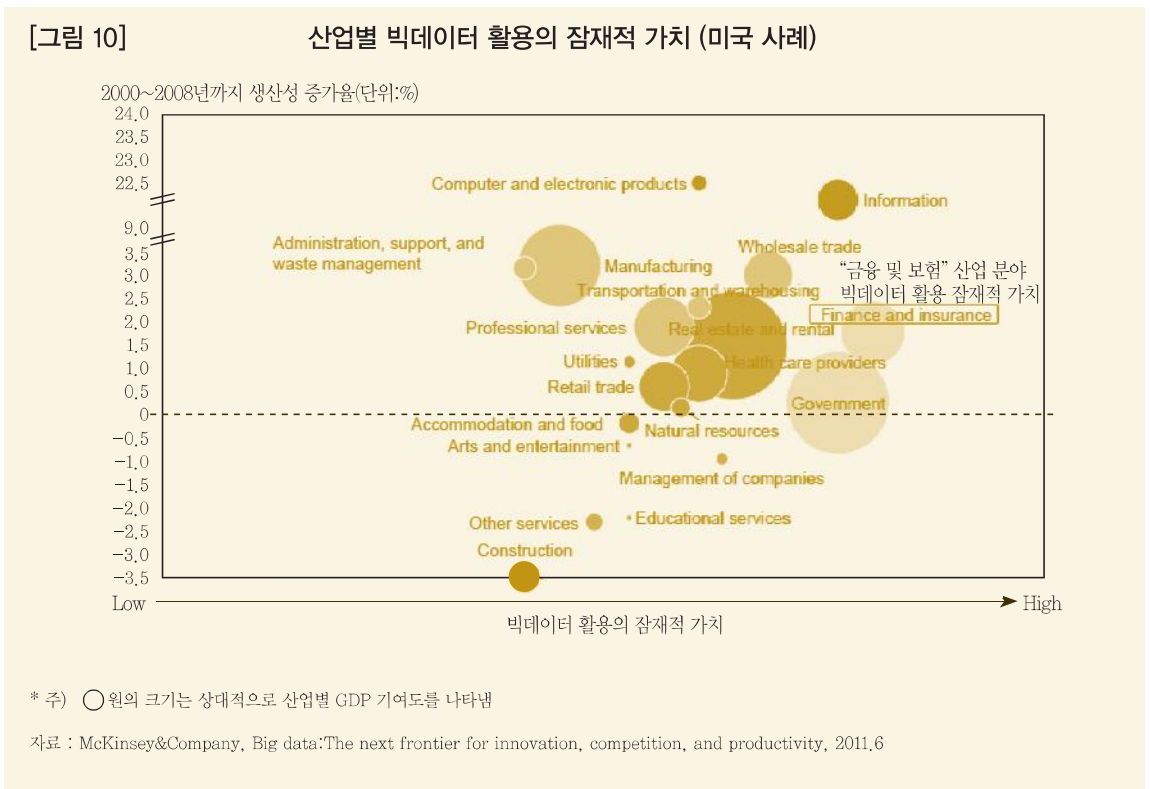 [그림 10] 산업별 빅데이터 활용의 잠재적 가치 (미국 사례)
2000~2008년까지 생산성 증가율(단위:%)
24.0
23.5
23.0
22.5
9.0
3.5
3.0
2.5
2.0
1.5
1.0
0.5
0
-0.5
-1.0
-1.5
-2.0
-2.5
-3.0
-3.5
Computer and electronic products
Information
Administration, support, and
waste management
Manufacturing
Wholesale trade
"금융 및 보험" 산업 분야
빅데이터 활용 잠재적 가치
Transportation and warehousing
Finance and insurance
Professional services
Real estate and rental
Utilities
Health care providers
Retail trade
Government
Accommodation and food
Natural resources
Arts and entertainment
Management of companies
Other services
Educational services
Construction
Low
High
빅데이터 활용의 잠재적 가치
* 주) ○원의 크기는 상대적으로 산업별 GDP 기여도를 나타냄
자료 : McKinsey&Company, Big data:The next frontier for innovation, competition, and productivity, 2011.6